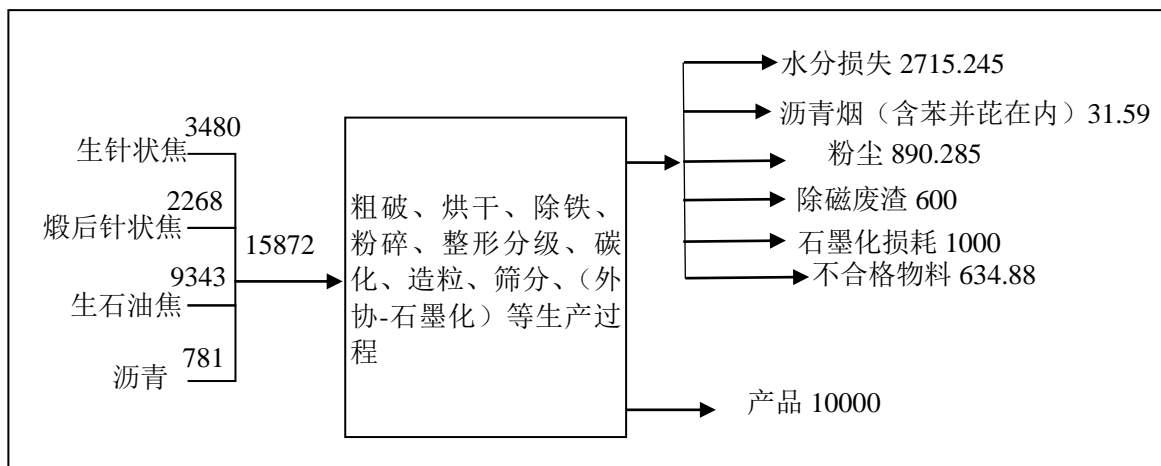 3480
生针状焦
2268
煅后针状焦
15872
9343
生石油焦
781
沥青
粗破、烘干、除铁、
粉碎、整形分级、碳
化、造粒、筛分、（外
协-石墨化）等生产过
程
水分损失 2715.245
沥青烟（含苯并芘在内）31.59
粉尘 890.285
除磁废渣 600
石墨化损耗 1000
不合格物料 634.88
产品 10000